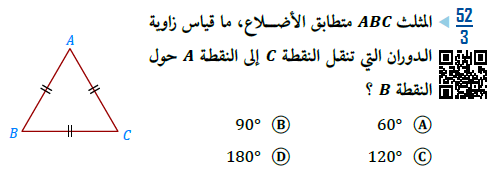 52
3
المثلث ABC متطابق الأضـــلاع، ما قياس زاوية
الدوران التي تنقل النقطة C إلى النقطة A حول
النقطة B ؟
60° A
90° B
120° C
180° D
A
B
C